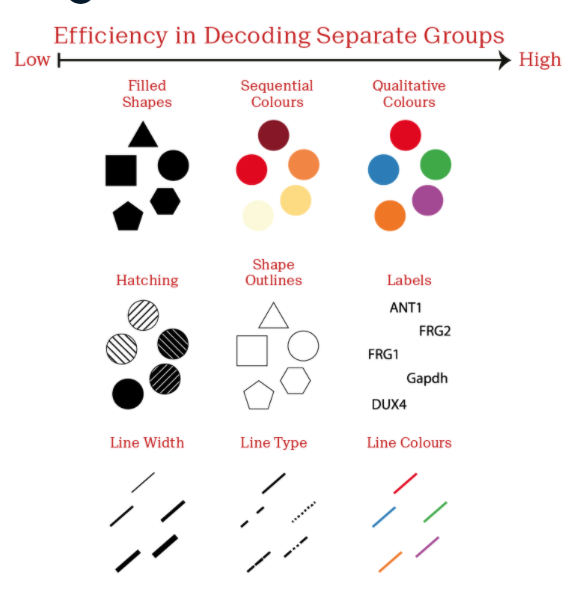 Efficiency in Decoding Separate Groups
Low
High
Filled
Shapes
Sequential
Colours
Qualitative
Colours
Hatching
Shape
Outlines
Labels
ANT1
FRG2
FRG1
Gapdh
DUX4
Line Width
Line Type
Line Colours